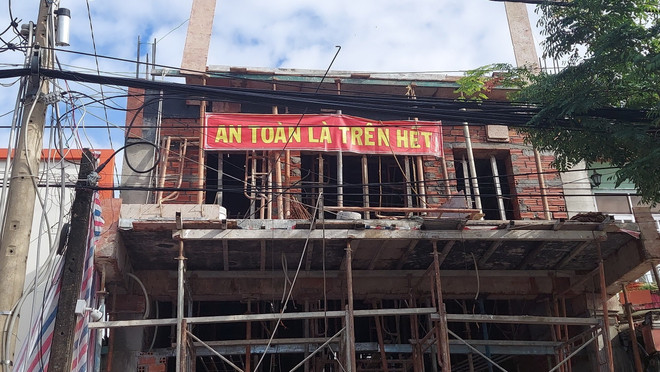 AN TOÀN LÀ TRÊN HẾT